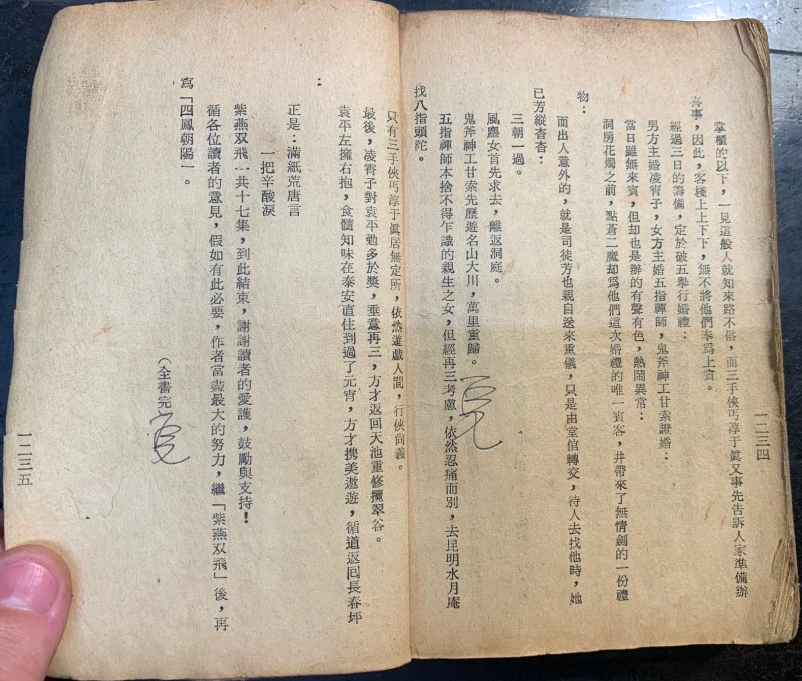 一二三四
掌櫃的以下，一見這般人就知來路不俗，而三手俠丐淳于眞又事先告訴人家準備辦
喜事，因此，客棧上上下下，無不將他們奉爲上賓。
經過三日的籌備，定於破五擧行婚禮：
男方主婚凌霄子，女方主婚五指禪師，鬼斧神工甘索證婚：
當日雖無來賓，但却也是辦的有聲有色，熱鬧異常：
洞房花燭之前，點蒼二魔却爲他們這次婚禮的唯一賓客，并帶來了無情劍的一份禮
物：
而出人意外的，就是司徒芳也親自送來重儀，只是由堂倌轉交，待人去找他時，她
已芳縱杳杳：
三朝一過。
風塵女首先求去，離返洞庭。
鬼斧神工甘索先歷遊名山大川，萬里重歸。
五指禪師本捨不得乍識的親生之女，但經再三考慮，依然忍痛而別，去昆明水月庵
找八指頭陀。
只有三手俠丐淳于眞居無定所，依然遊戲人間，行俠尙義。
最後，凌霄子對袁平勁多於獎，垂意再三，方才返回天池重修攬翠谷。
袁平左擁右抱，食髓知味在泰安直住到過了元宵，方才携美遨遊，循道返囘長春坪
：
正是：滿紙荒唐言
一把辛酸淚
紫燕双飛一共十七集，到此結束，謝謝讀者的愛護，鼓勵與支持！
循各位讀者的意見，假如有此必要，作者當盡最大的努力，繼「紫燕双飛」後，再
寫「四鳳朝陽」。
（全書完）
一二三五